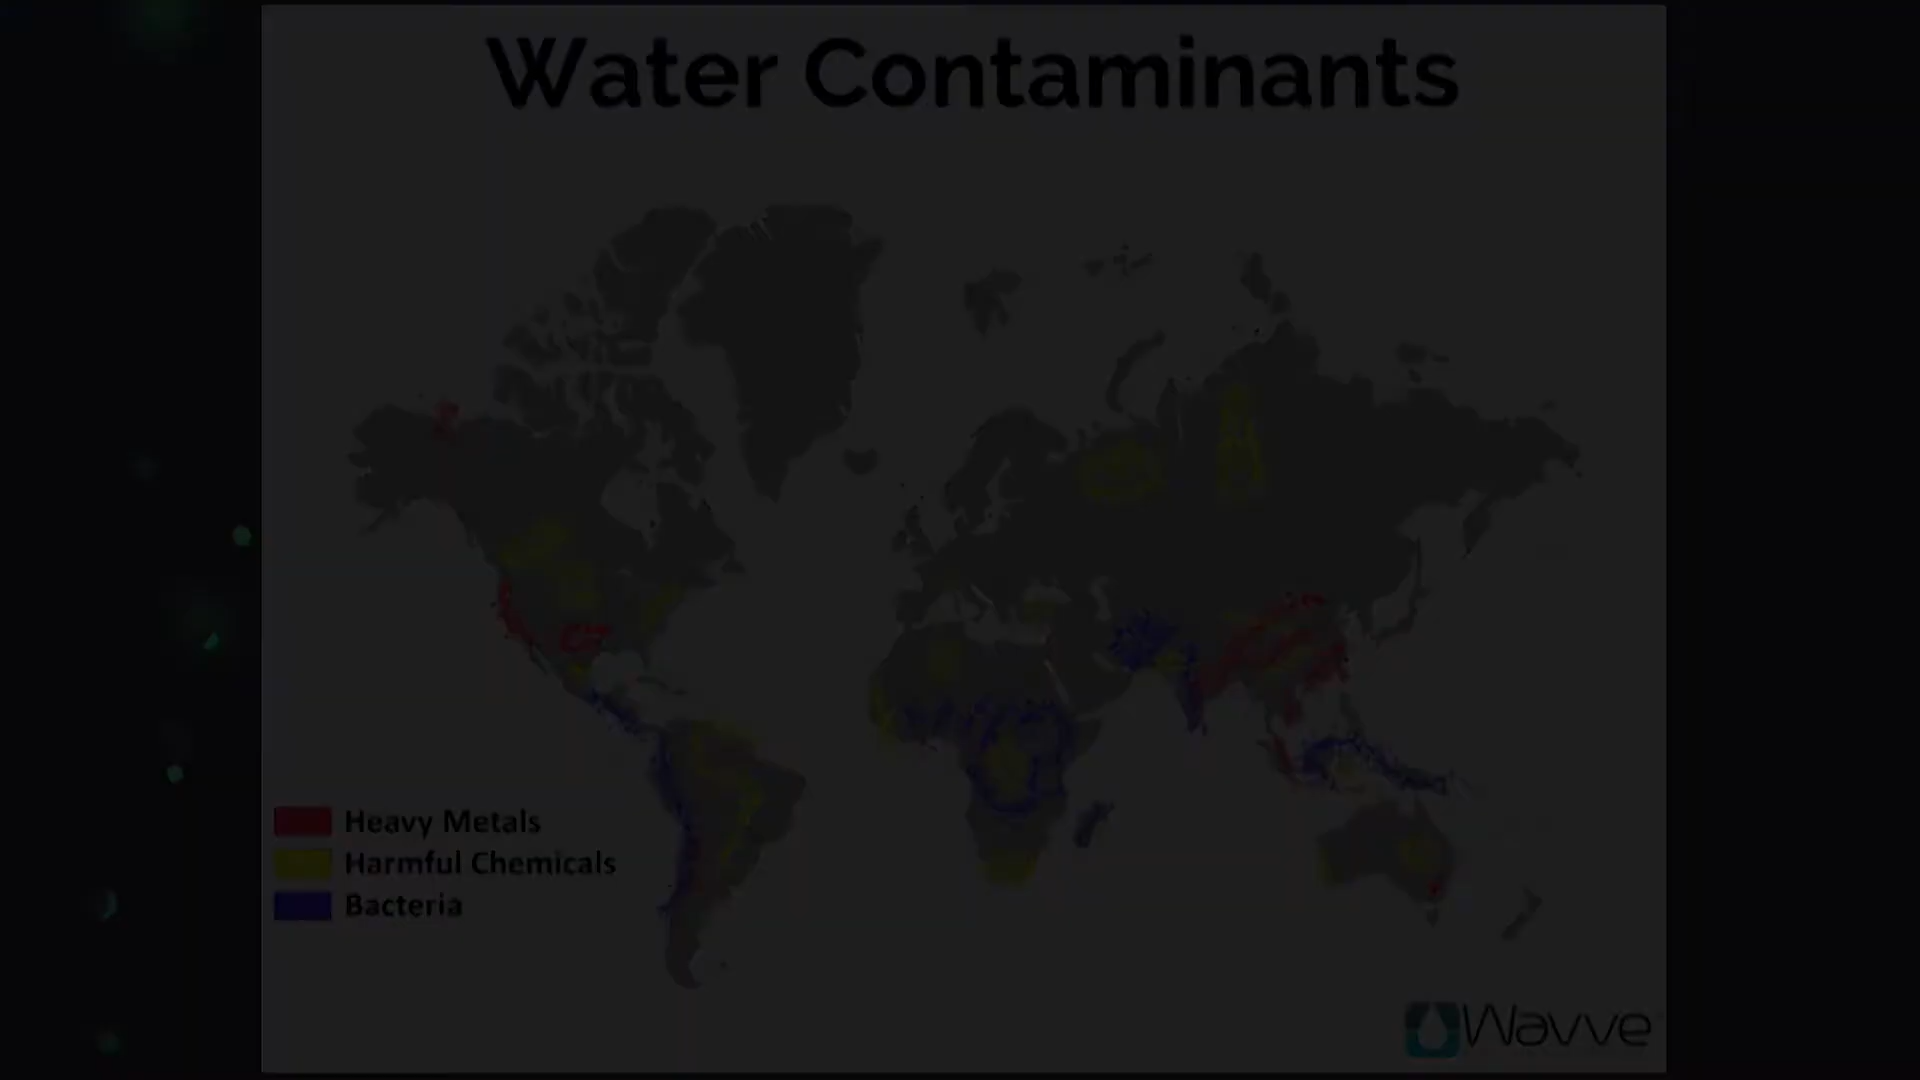 Water Contaminants
Heavy Metals
Harmful Chemicals
Bacteria
Wavve